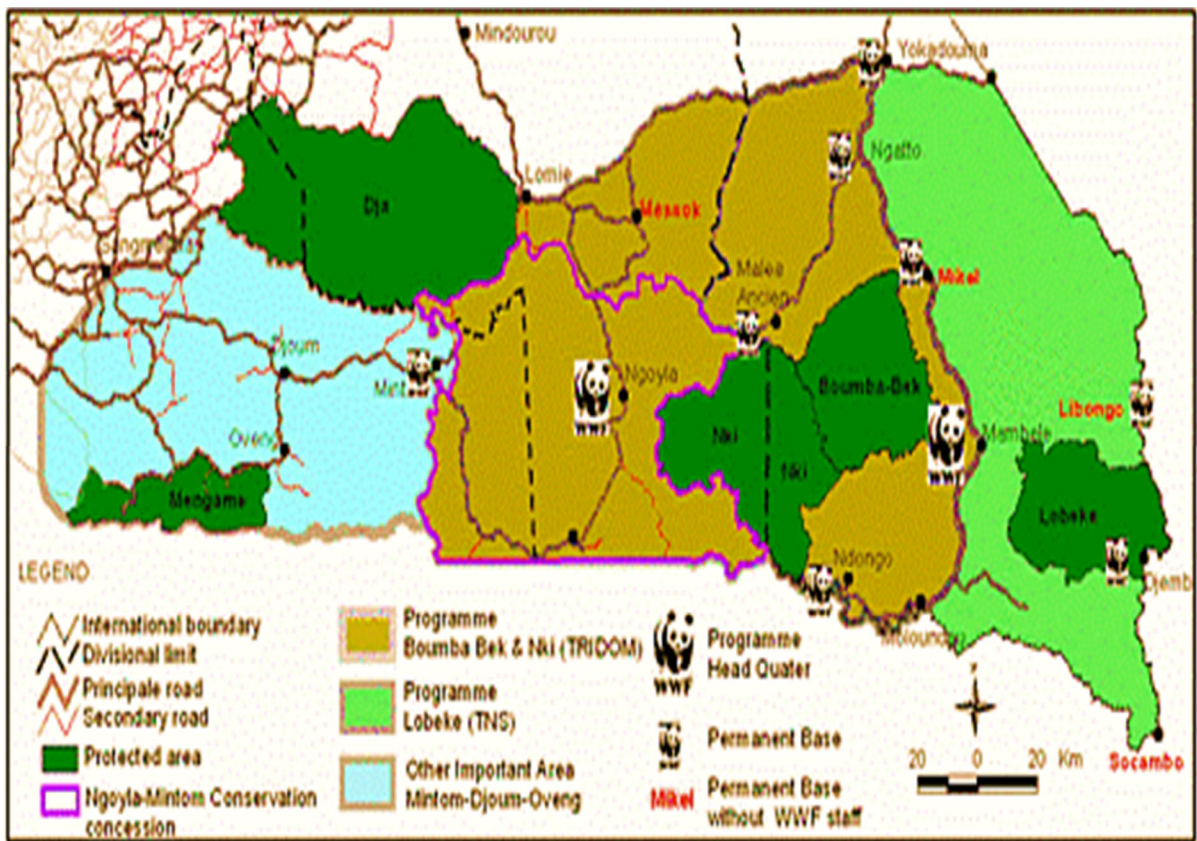 Mindourou
Yokadouma
Ngatto
Lomie
Dja
Messok
Malea
Ancien
Mikel
Djoum
Mint
Ngoyla
WWF
Boumba-Bek
Libongo
Oveng
Nki
Nki
Mambele
WWF
Mengame
Lobeke
Ndongo
Djemb
Moloundou
Socambo
LEGEND
International boundary
Divisional limit
Principale road
Secondary road
Protected area
Ngoyla-Mintom Conservation
concession
Programme
Boumba Bek & Nki (TRIDOM)
Programme
Lobeke (TNS)
Other Important Area
Mintom-Djoum-Oveng
WWF
Programme
Head Quater
Permanent Base
Mikel
Permanent Base
without WWF staff
20 0 20 Km